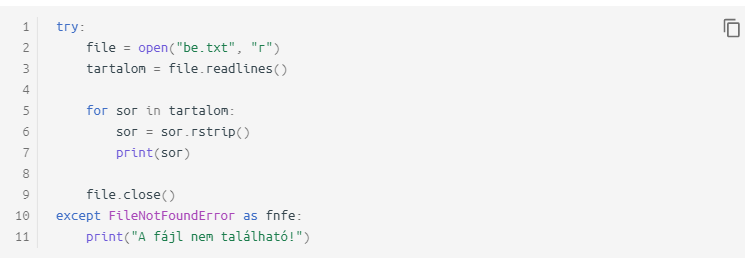 1 try:
2     file = open("be.txt", "r")
3     tartalom = file.readlines()
4
5     for sor in tartalom:
6         sor = sor.rstrip()
7         print(sor)
8
9     file.close()
10 except FileNotFoundError as fnfe:
11     print("A fájl nem található!")